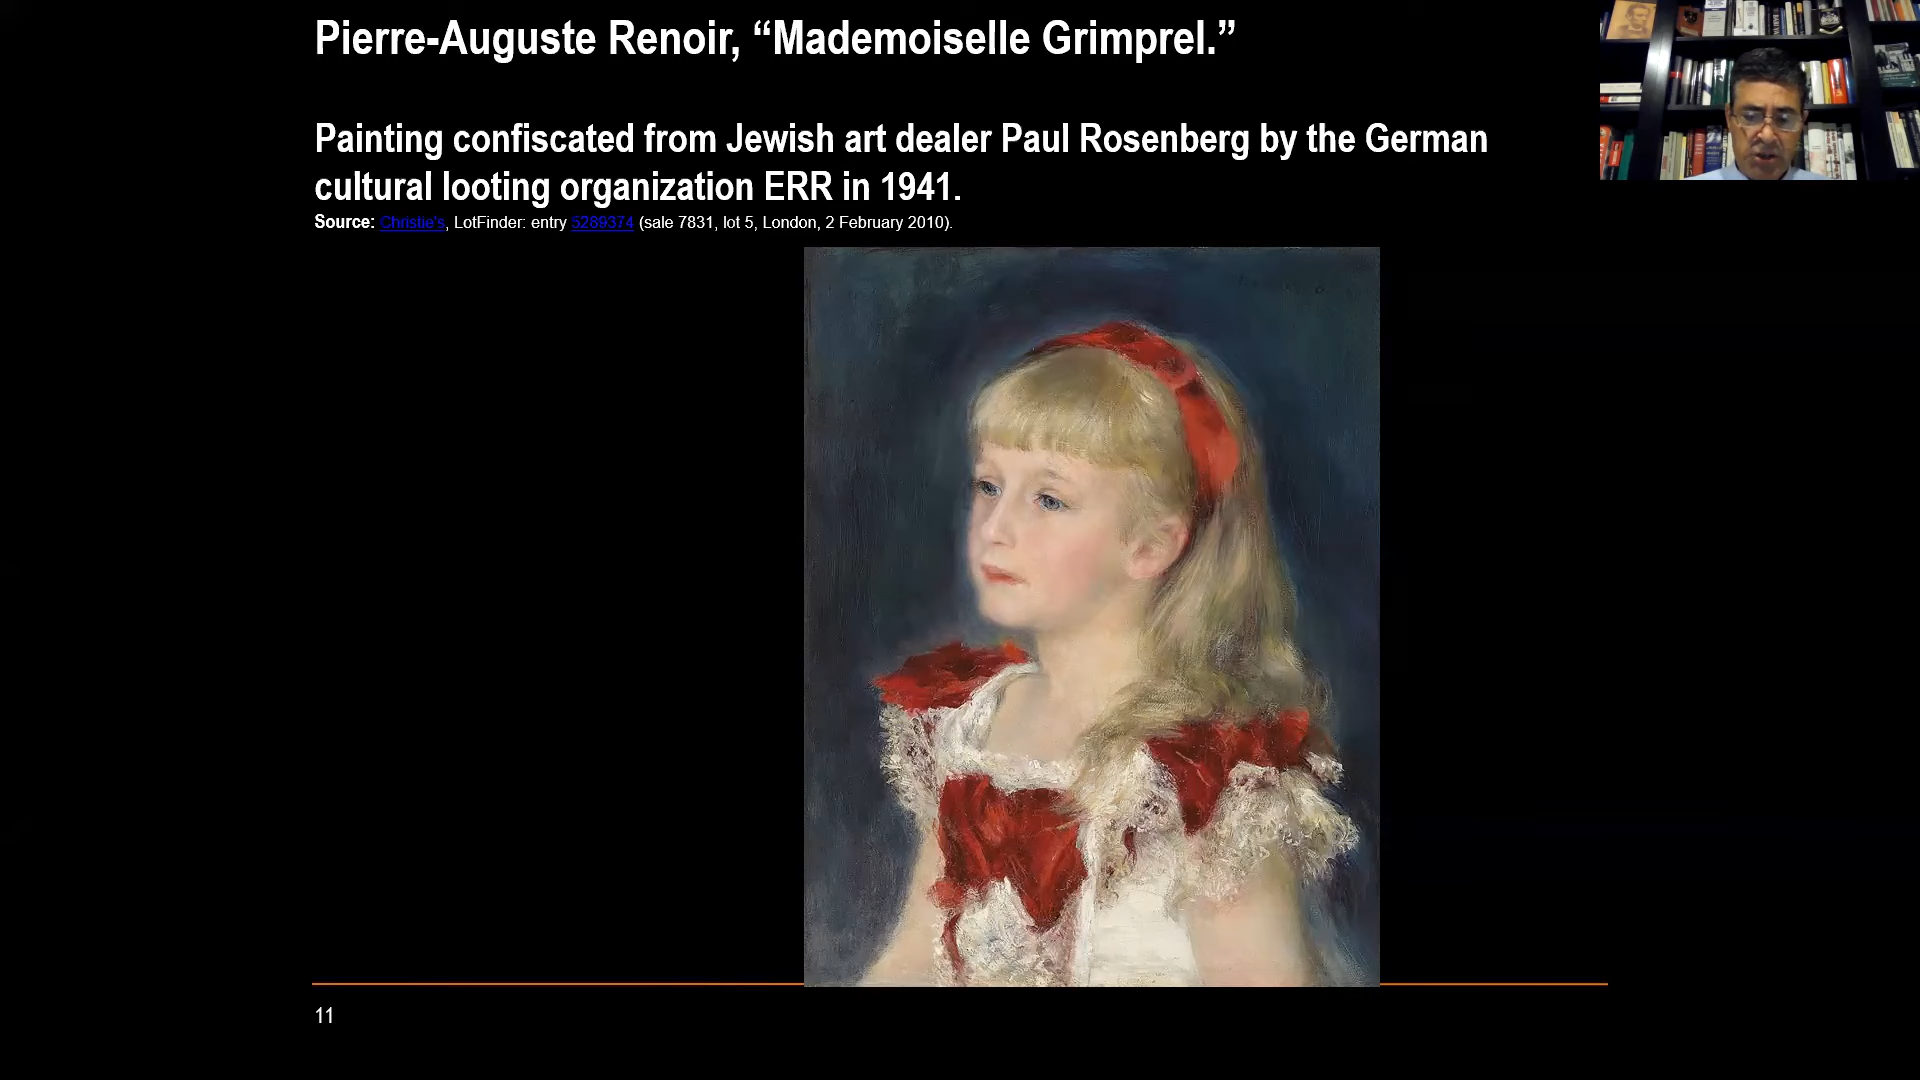 Pierre-Auguste Renoir, “Mademoiselle Grimprel.”
Painting confiscated from Jewish art dealer Paul Rosenberg by the German
cultural looting organization ERR in 1941.
Source: Christie's, LotFinder: entry 5289374 (sale 7831, lot 5, London, 2 February 2010).
11